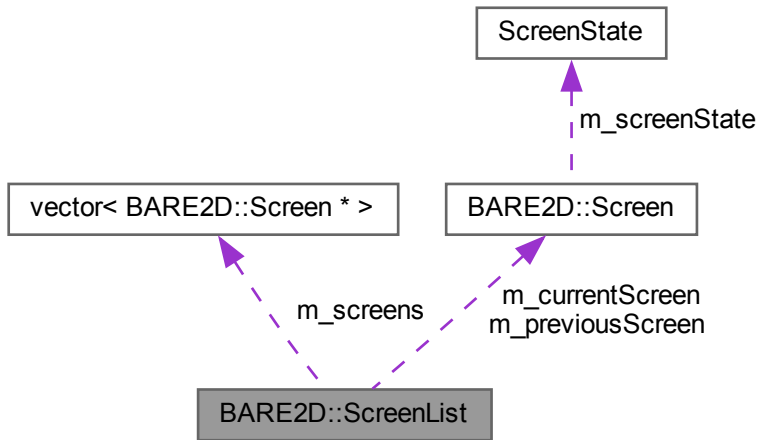 ScreenState
m_screenState
vector< BARE2D::Screen * >
BARE2D::Screen
m_screens
m_currentScreen
m_previousScreen
BARE2D::ScreenList